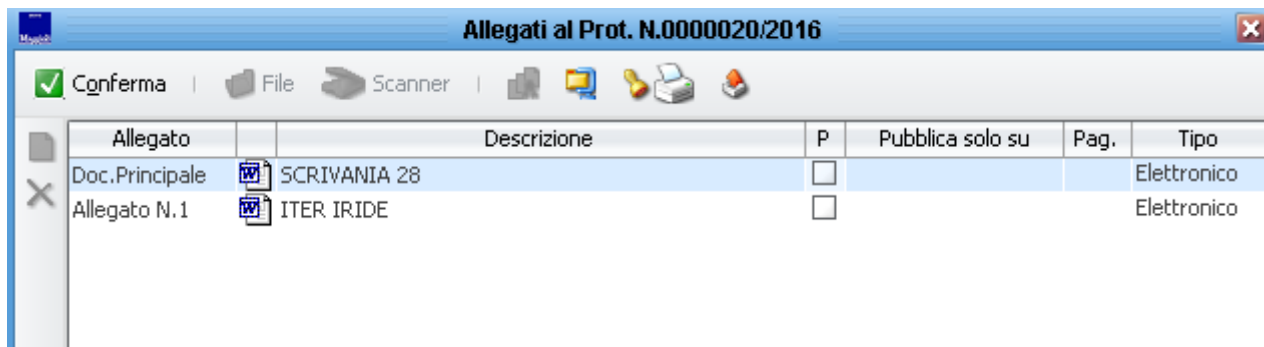 Allegati al Prot. N.0000020/2016
Conferma File Scanner
Allegato Descrizione P Pubblica solo su Pag. Tipo
Doc.Principale SCRIVANIA 28 Elettronico
Allegato N.1 ITER IRIDE Elettronico